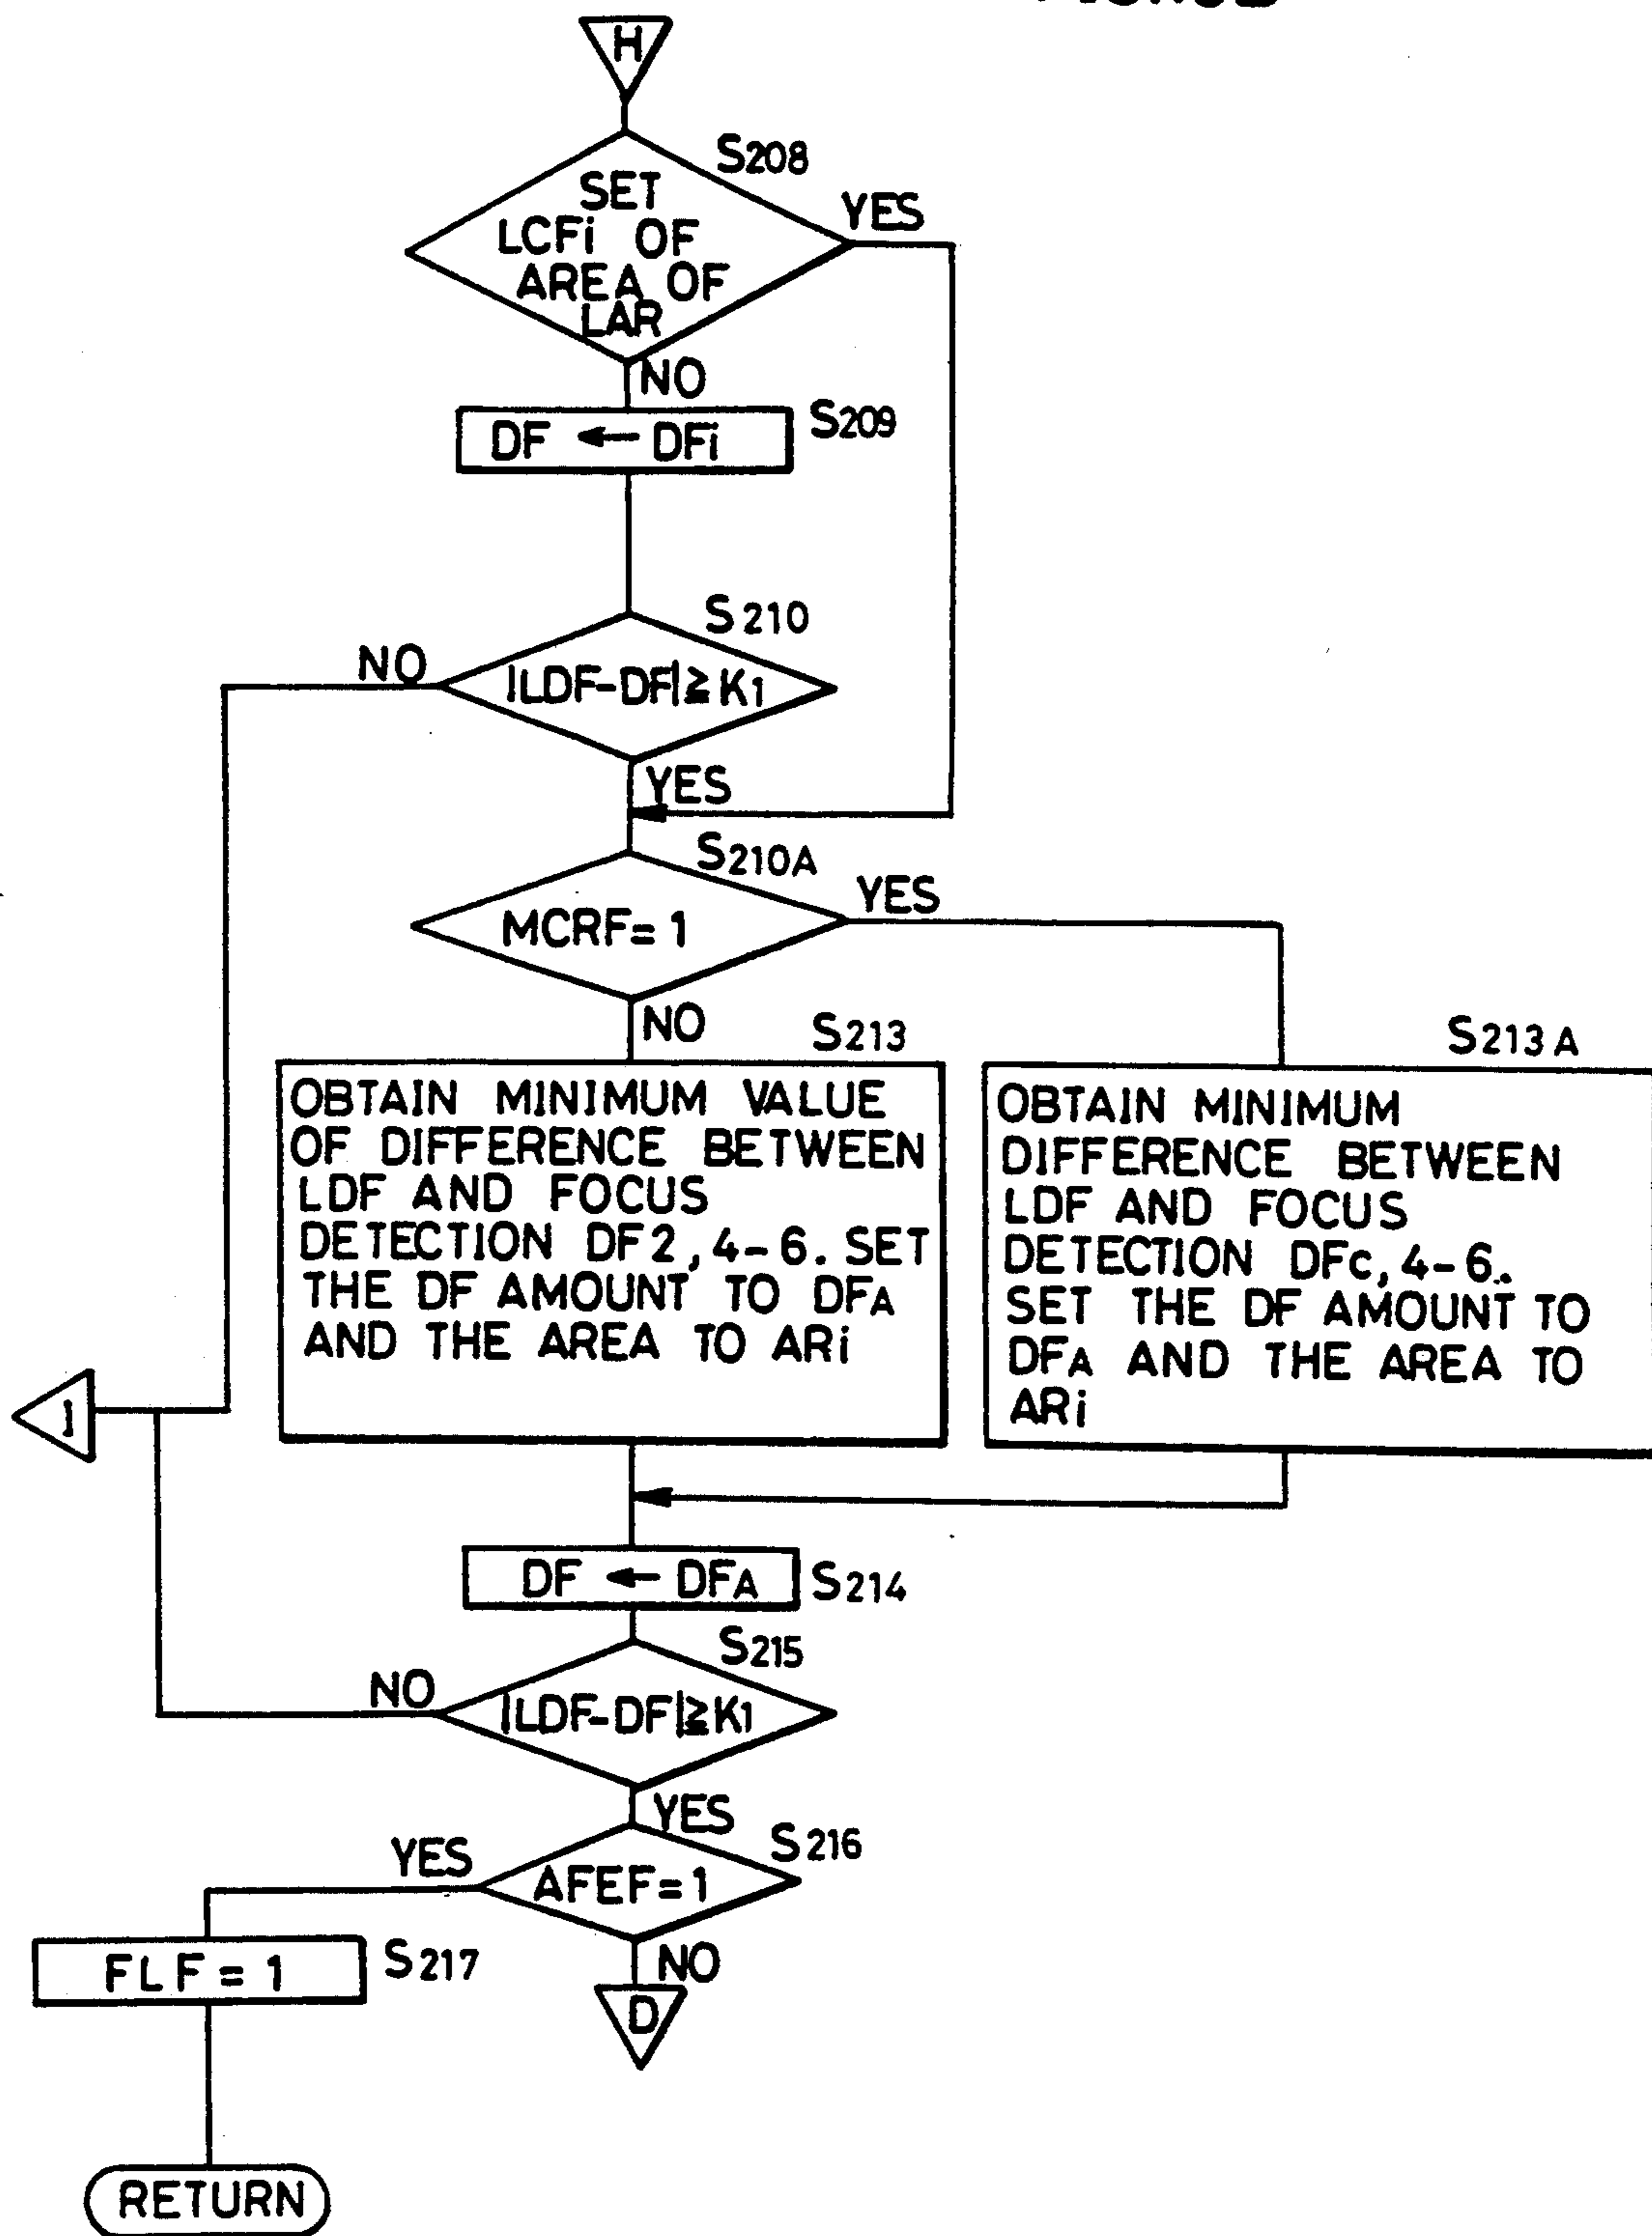 H
S208
SET
LCFi OF
AREA OF
LAR
YES
NO
DF ← DFi
S209
S210
NO
|LDF-DF|≧K1
YES
S210A
MCRF=1
YES
NO
S213
OBTAIN MINIMUM VALUE
OF DIFFERENCE BETWEEN
LDF AND FOCUS
DETECTION DF2, 4-6. SET
THE DF AMOUNT TO DFA
AND THE AREA TO ARi
S213A
OBTAIN MINIMUM
DIFFERENCE BETWEEN
LDF AND FOCUS
DETECTION DFc, 4-6.
SET THE DF AMOUNT TO
DFA AND THE AREA TO
ARi
I
DF ← DFA
S214
S215
NO
|LDF-DF|≧K1
YES
S216
YES
AFEF=1
NO
FLF=1
S217
D
RETURN